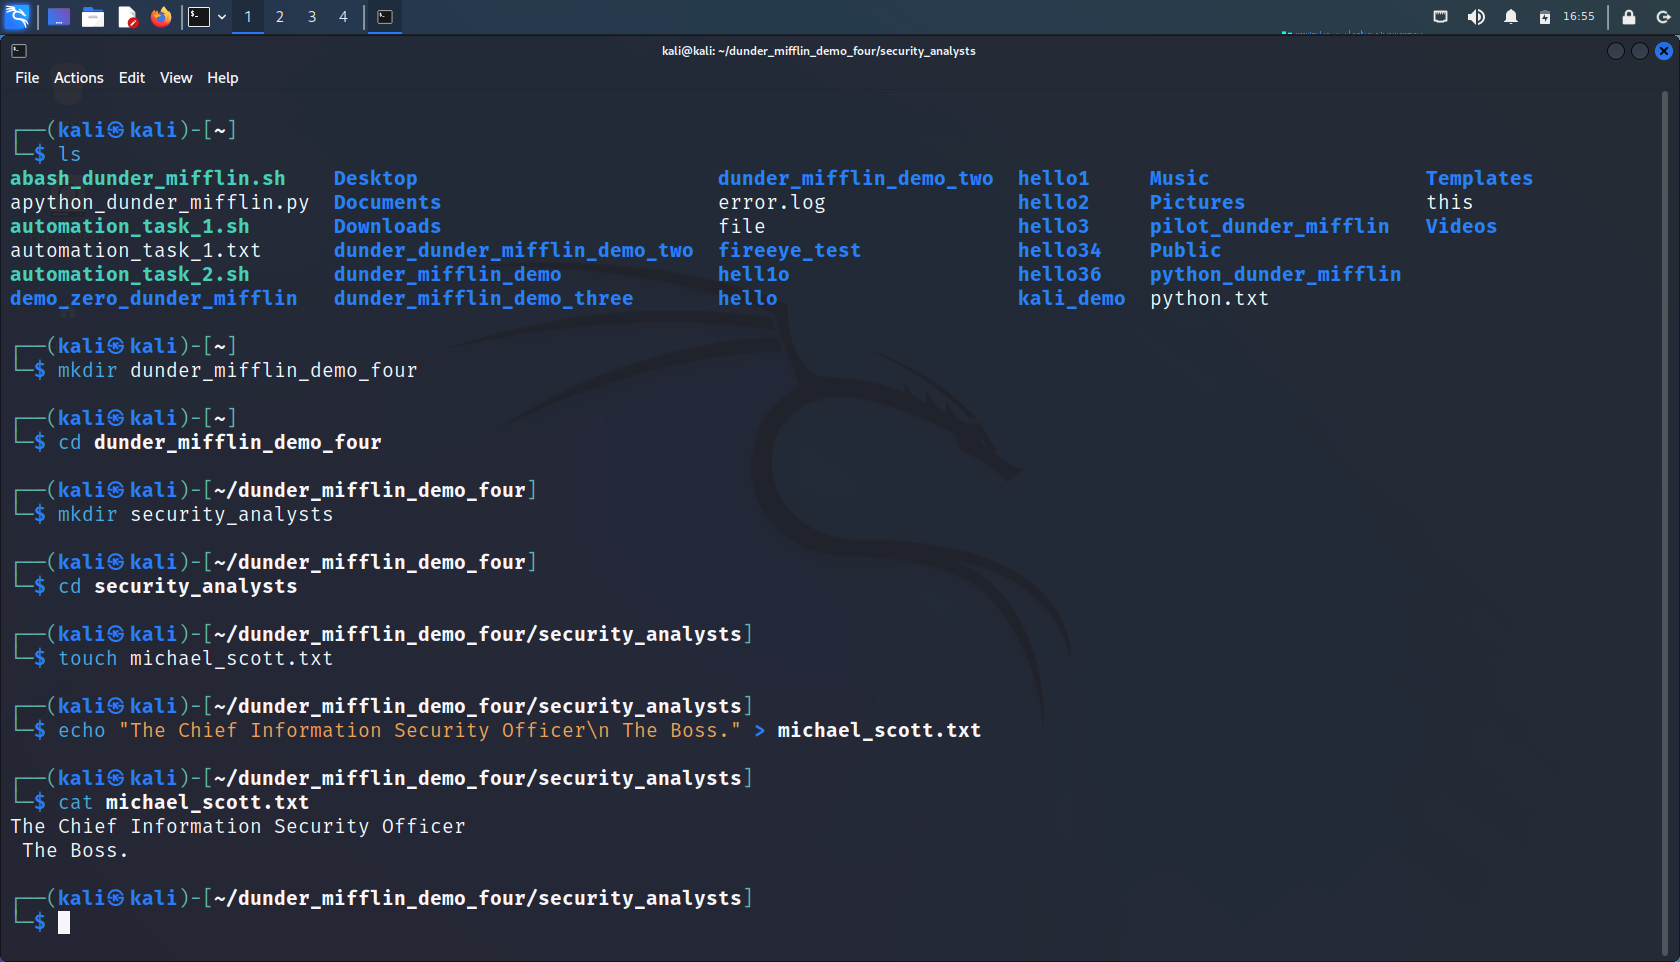 1 2 3 4 16:55
kali@kali: ~/dunder_mifflin_demo_four/security_analysts
File Actions Edit View Help
┌──(kali㉿kali)-[~]
└─$ ls
abash_dunder_mifflin.sh Desktop dunder_mifflin_demo_two hello1 Music Templates
apython_dunder_mifflin.py Documents error.log hello2 Pictures this
automation_task_1.sh Downloads file hello3 pilot_dunder_mifflin Videos
automation_task_1.txt dunder_dunder_mifflin_demo_two fireeye_test hello34 Public
automation_task_2.sh dunder_mifflin_demo hell1o hello36 python_dunder_mifflin
demo_zero_dunder_mifflin dunder_mifflin_demo_three hello kali_demo python.txt
┌──(kali㉿kali)-[~]
└─$ mkdir dunder_mifflin_demo_four
┌──(kali㉿kali)-[~]
└─$ cd dunder_mifflin_demo_four
┌──(kali㉿kali)-[~/dunder_mifflin_demo_four]
└─$ mkdir security_analysts
┌──(kali㉿kali)-[~/dunder_mifflin_demo_four]
└─$ cd security_analysts
┌──(kali㉿kali)-[~/dunder_mifflin_demo_four/security_analysts]
└─$ touch michael_scott.txt
┌──(kali㉿kali)-[~/dunder_mifflin_demo_four/security_analysts]
└─$ echo "The Chief Information Security Officer\n The Boss." > michael_scott.txt
┌──(kali㉿kali)-[~/dunder_mifflin_demo_four/security_analysts]
└─$ cat michael_scott.txt
The Chief Information Security Officer
 The Boss.
┌──(kali㉿kali)-[~/dunder_mifflin_demo_four/security_analysts]
└─$